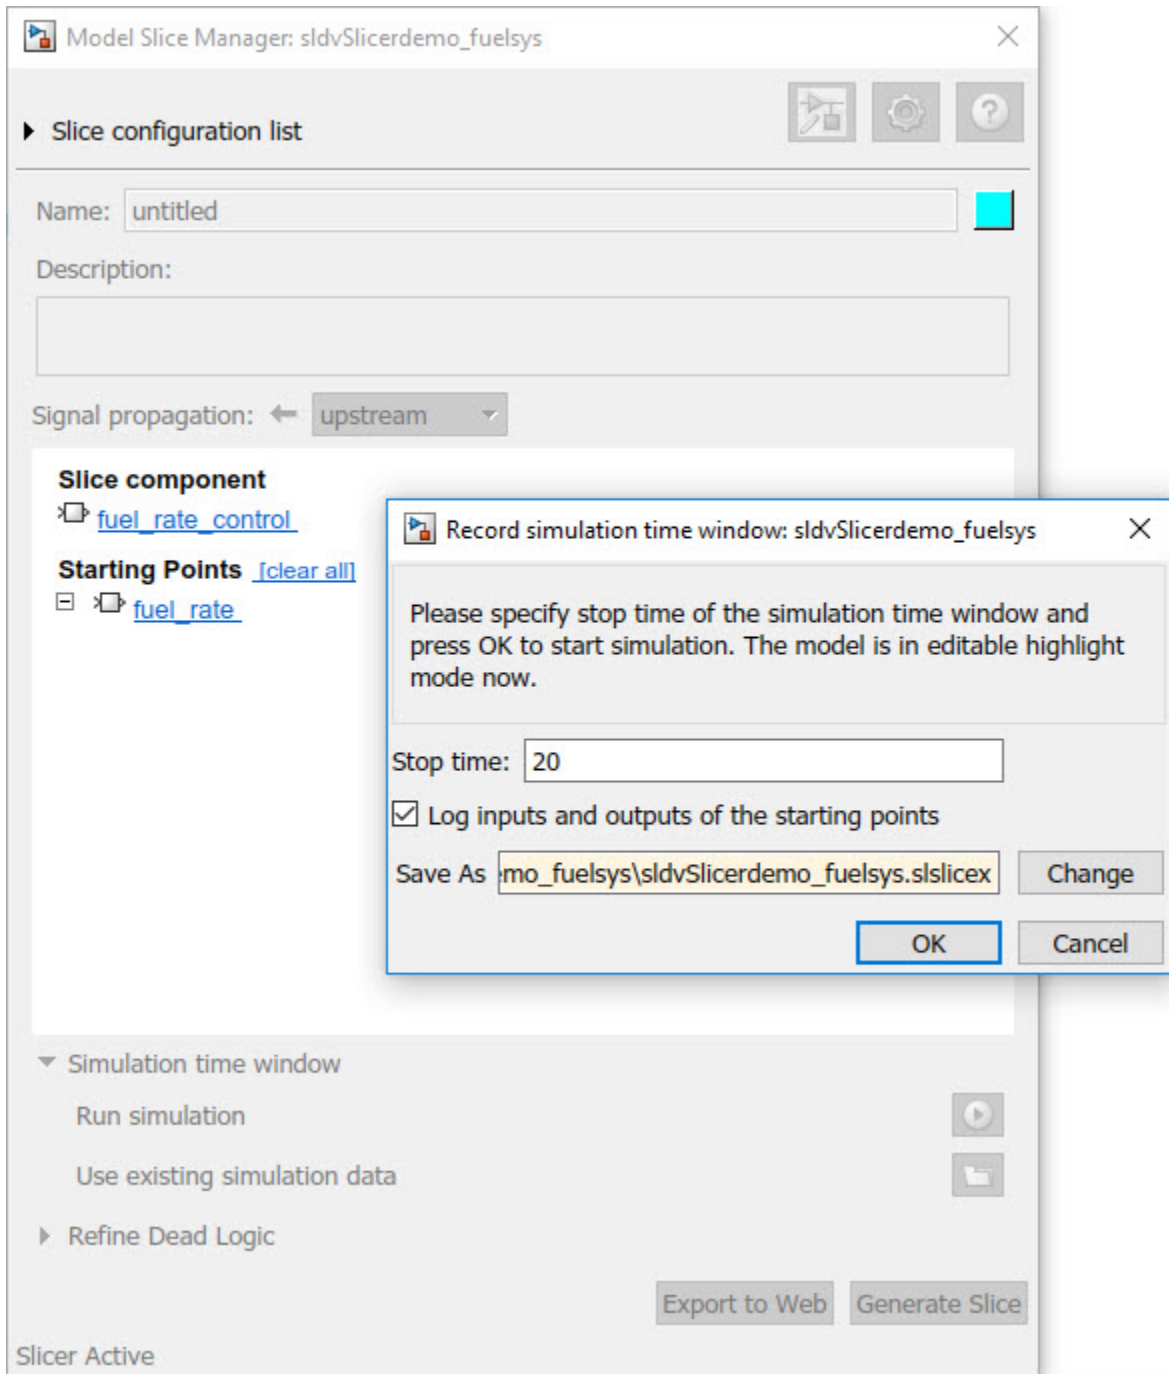 Model Slice Manager: sldvSlicerdemo_fuelsys
Slice configuration list
Name: untitled
Description:
Signal propagation: upstream
Slice component
fuel_rate_control
Starting Points [clear all]
fuel_rate
Record simulation time window: sldvSlicerdemo_fuelsys
Please specify stop time of the simulation time window and
press OK to start simulation. The model is in editable highlight
mode now.
Stop time: 20
Log inputs and outputs of the starting points
Save As emo_fuelsys\sldvSlicerdemo_fuelsys.slslicex Change
OK Cancel
Simulation time window
Run simulation
Use existing simulation data
Refine Dead Logic
Export to Web Generate Slice
Slicer Active